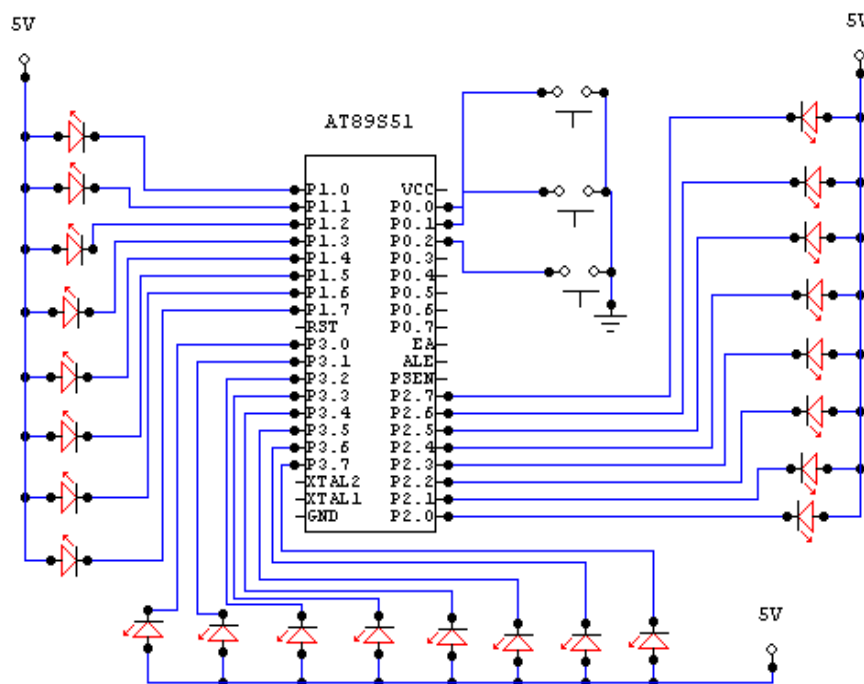 5V
5V
AT89S51
P1.0 VCC
P1.1 P0.0
P1.2 P0.1
P1.3 P0.2
P1.4 P0.3
P1.5 P0.4
P1.6 P0.5
P1.7 P0.6
RST P0.7
P3.0 EA
P3.1 ALE
P3.2 PSEN
P3.3 P2.7
P3.4 P2.6
P3.5 P2.5
P3.6 P2.4
P3.7 P2.3
XTAL2 P2.2
XTAL1 P2.1
GND P2.0
5V